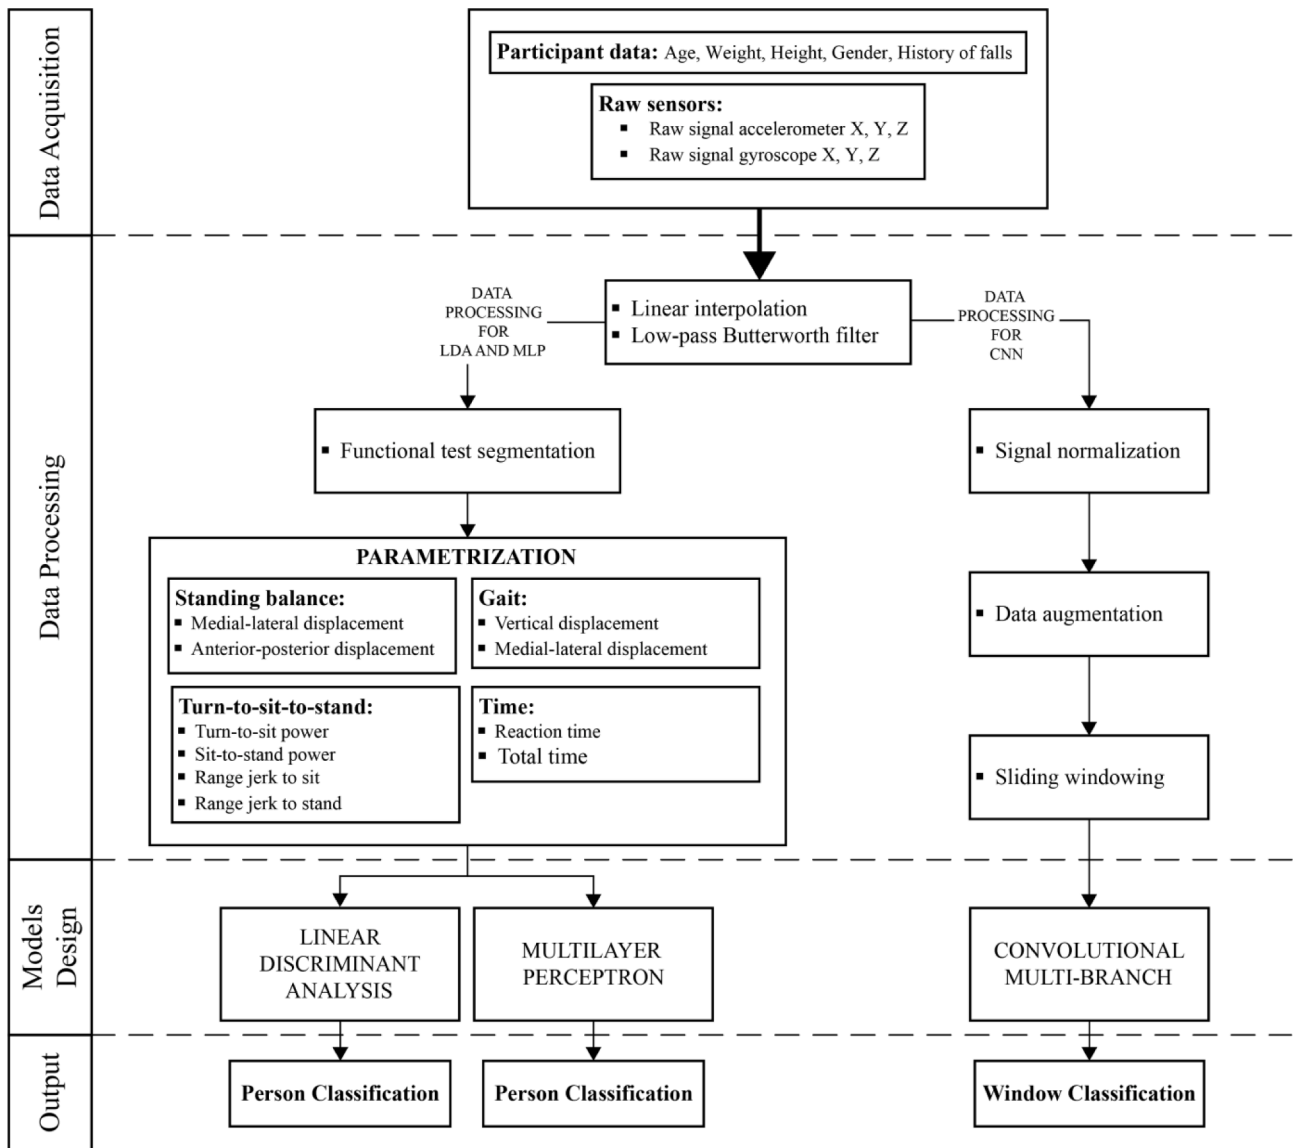 Data Acquisition
Participant data: Age, Weight, Height, Gender, History of falls
Raw sensors:
▪ Raw signal accelerometer X, Y, Z
▪ Raw signal gyroscope X, Y, Z
Data Processing
▪ Linear interpolation
▪ Low-pass Butterworth filter
DATA
PROCESSING
FOR
LDA AND MLP
DATA
PROCESSING
FOR
CNN
▪ Functional test segmentation
▪ Signal normalization
PARAMETRIZATION
Standing balance:
▪ Medial-lateral displacement
▪ Anterior-posterior displacement
Gait:
▪ Vertical displacement
▪ Medial-lateral displacement
Turn-to-sit-to-stand:
▪ Turn-to-sit power
▪ Sit-to-stand power
▪ Range jerk to sit
▪ Range jerk to stand
Time:
▪ Reaction time
▪ Total time
▪ Data augmentation
▪ Sliding windowing
Models
Design
LINEAR
DISCRIMINANT
ANALYSIS
MULTILAYER
PERCEPTRON
CONVOLUTIONAL
MULTI-BRANCH
Output
Person Classification
Person Classification
Window Classification